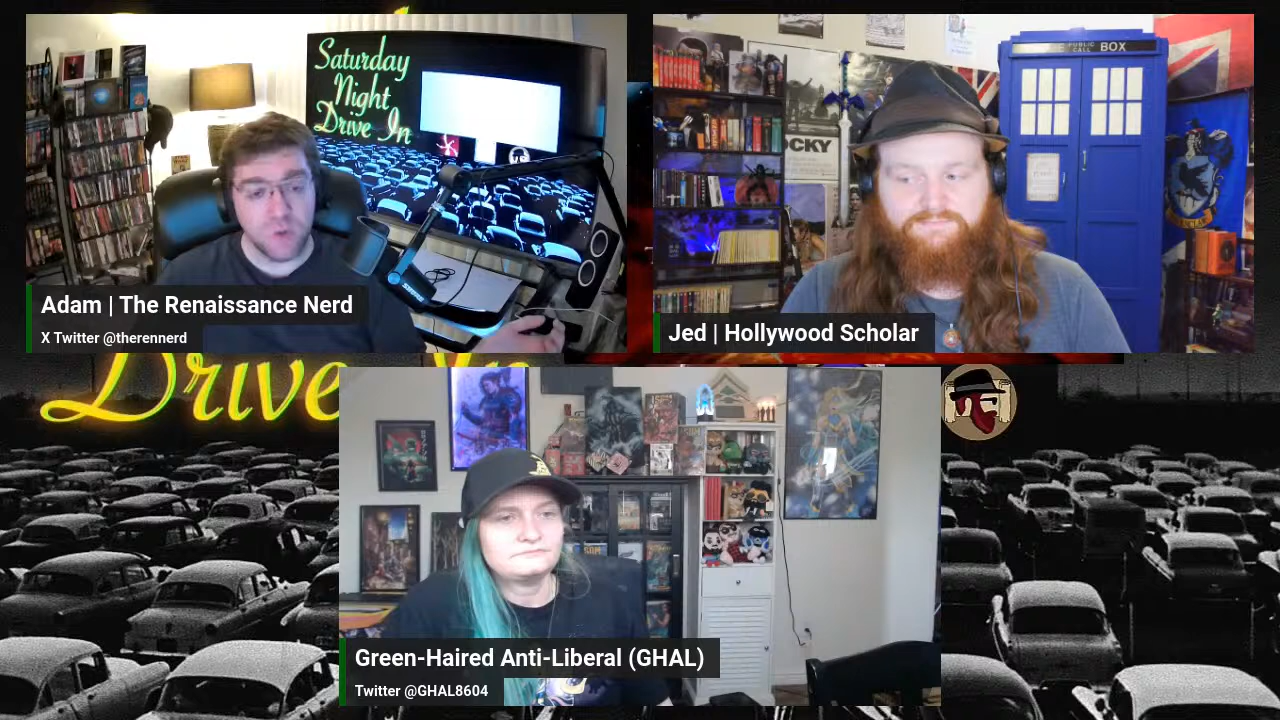 Saturday
Night
Drive In
PUBLIC
CALL
BOX
OCKY
Adam | The Renaissance Nerd
X Twitter @therennerd
Jed | Hollywood Scholar
Drive In
Green-Haired Anti-Liberal (GHAL)
Twitter @GHAL8604